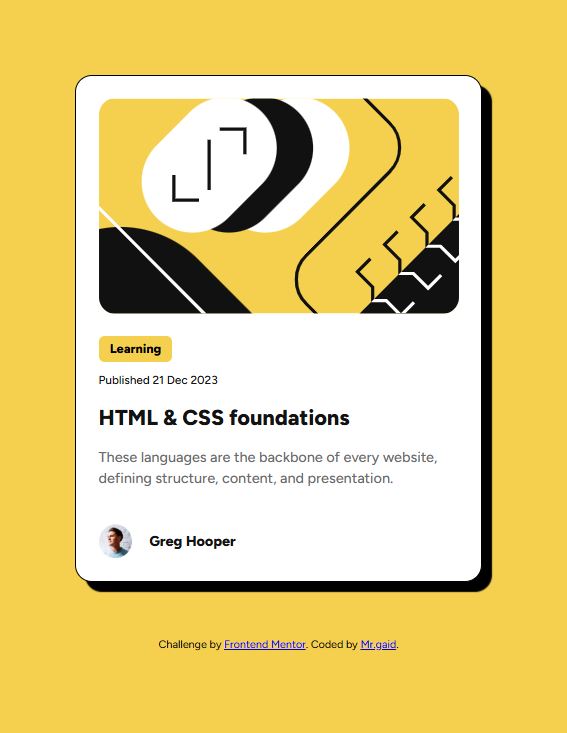 Learning
Published 21 Dec 2023
HTML & CSS foundations
These languages are the backbone of every website,
defining structure, content, and presentation.
Greg Hooper
Challenge by Frontend Mentor. Coded by Mr.gaid.